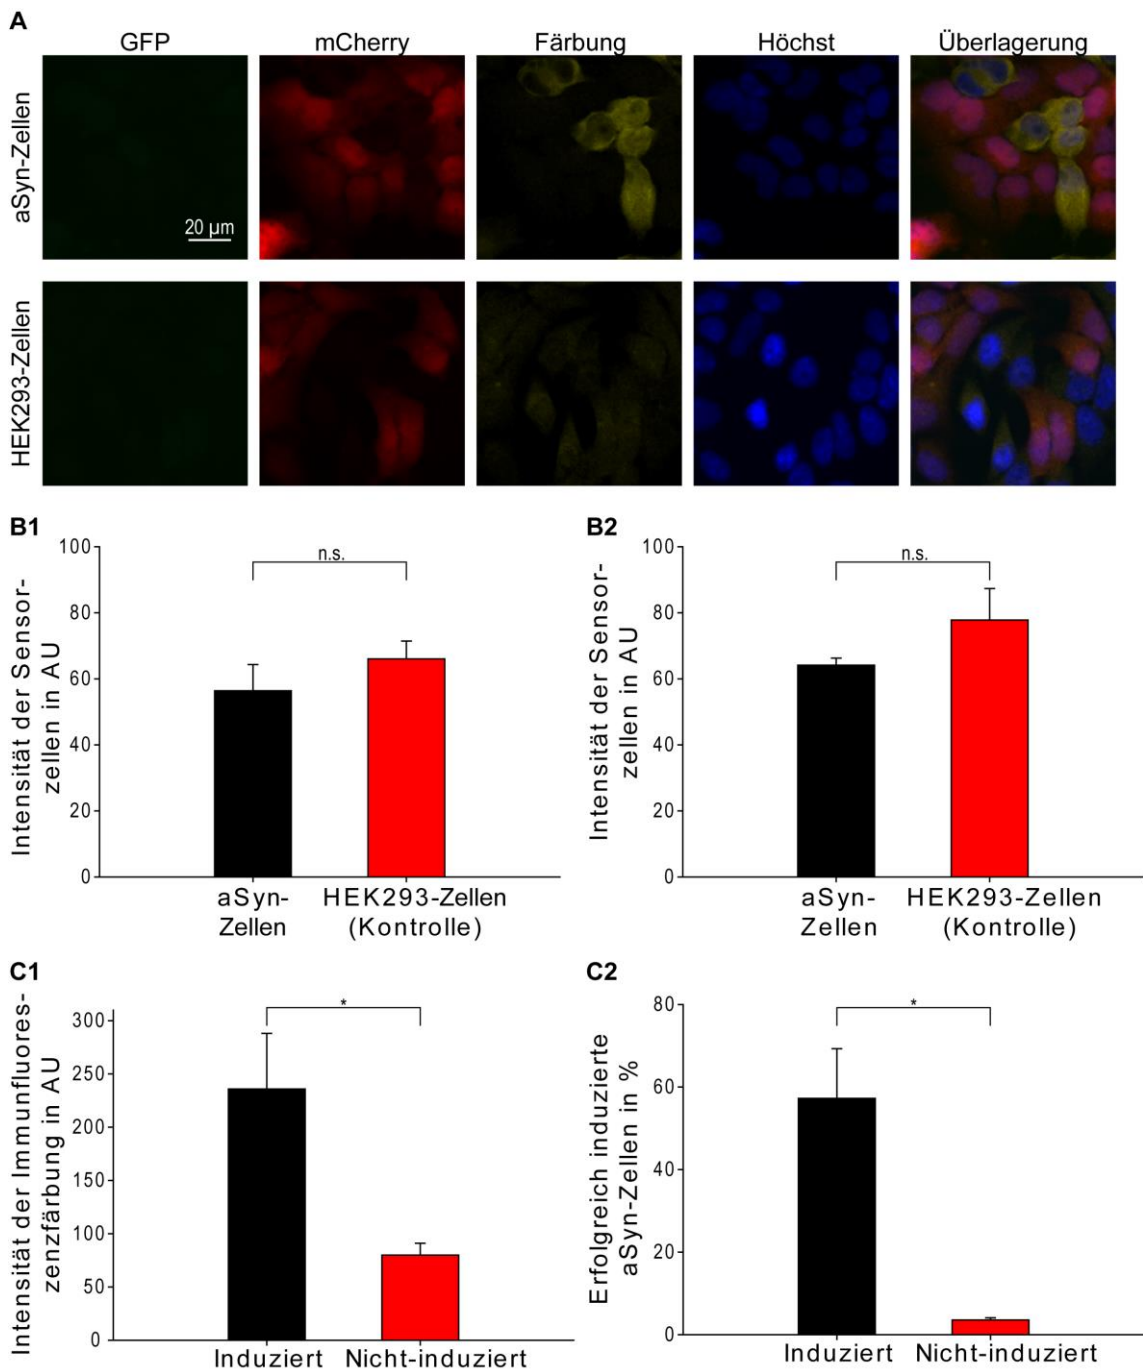 A
GFP mCherry Färbung Höchst Überlagerung
aSyn-Zellen
20 µm
HEK293-Zellen
B1
Intensität der Sensor-
zellen in AU
100
80
60
40
20
0
n.s.
aSyn-
Zellen
HEK293-Zellen
(Kontrolle)
B2
Intensität der Sensor-
zellen in AU
100
80
60
40
20
0
n.s.
aSyn-
Zellen
HEK293-Zellen
(Kontrolle)
C1
Intensität der Immunfluores-
zenzfärbung in AU
300
250
200
150
100
50
0
*
Induziert Nicht-induziert
C2
Erfolgreich induzierte
aSyn-Zellen in %
80
60
40
20
0
*
Induziert Nicht-induziert